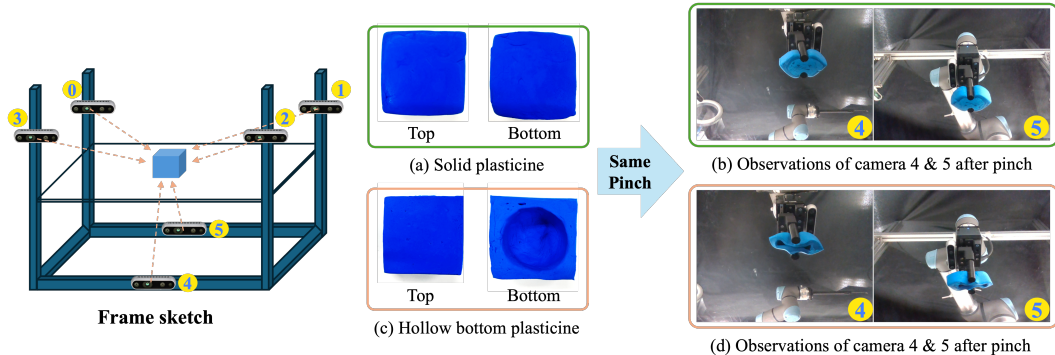 0
1
3
2
5
4
Frame sketch
Top
Bottom
(a) Solid plasticine
Top
Bottom
(c) Hollow bottom plasticine
Same
Pinch
4
5
(b) Observations of camera 4 & 5 after pinch
4
5
(d) Observations of camera 4 & 5 after pinch